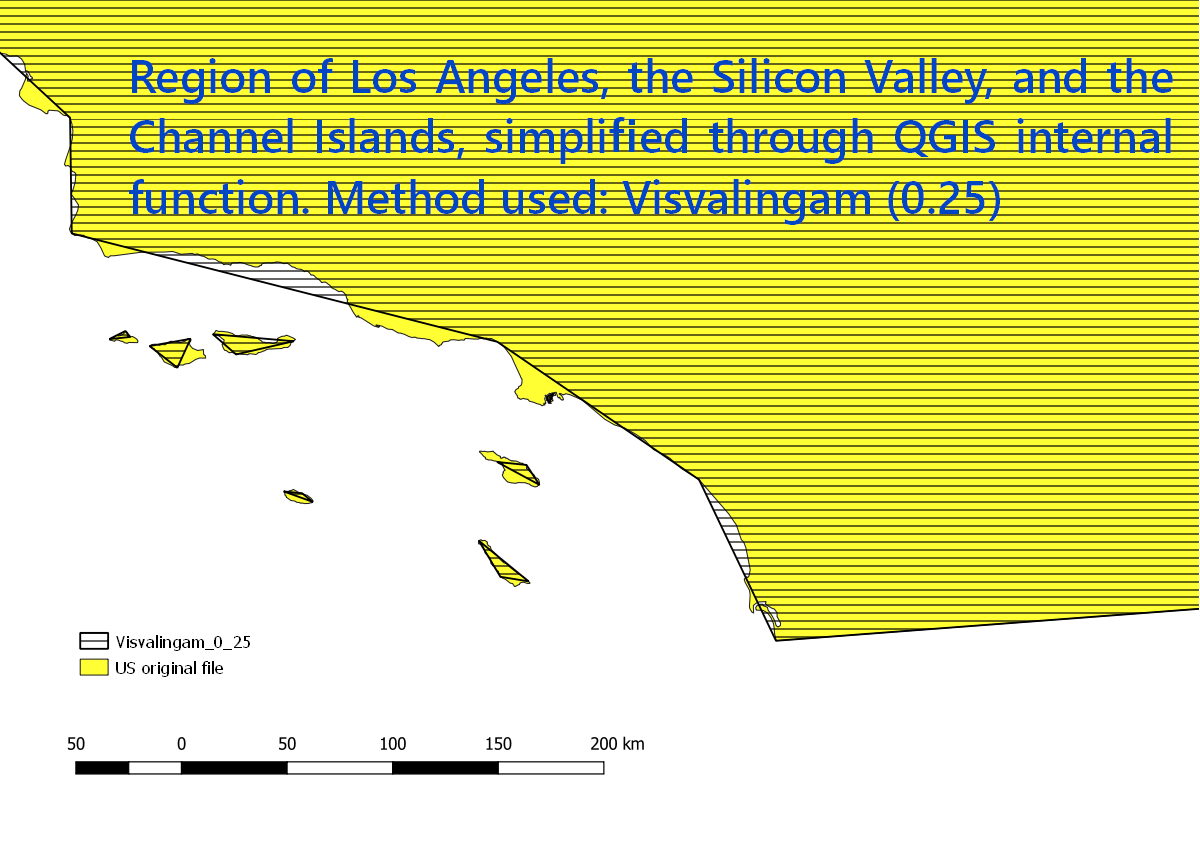 Region of Los Angeles, the Silicon Valley, and the
Channel Islands, simplified through QGIS internal
function. Method used: Visvalingam (0.25)
Visvalingam_0_25
US original file
50 0 50 100 150 200 km